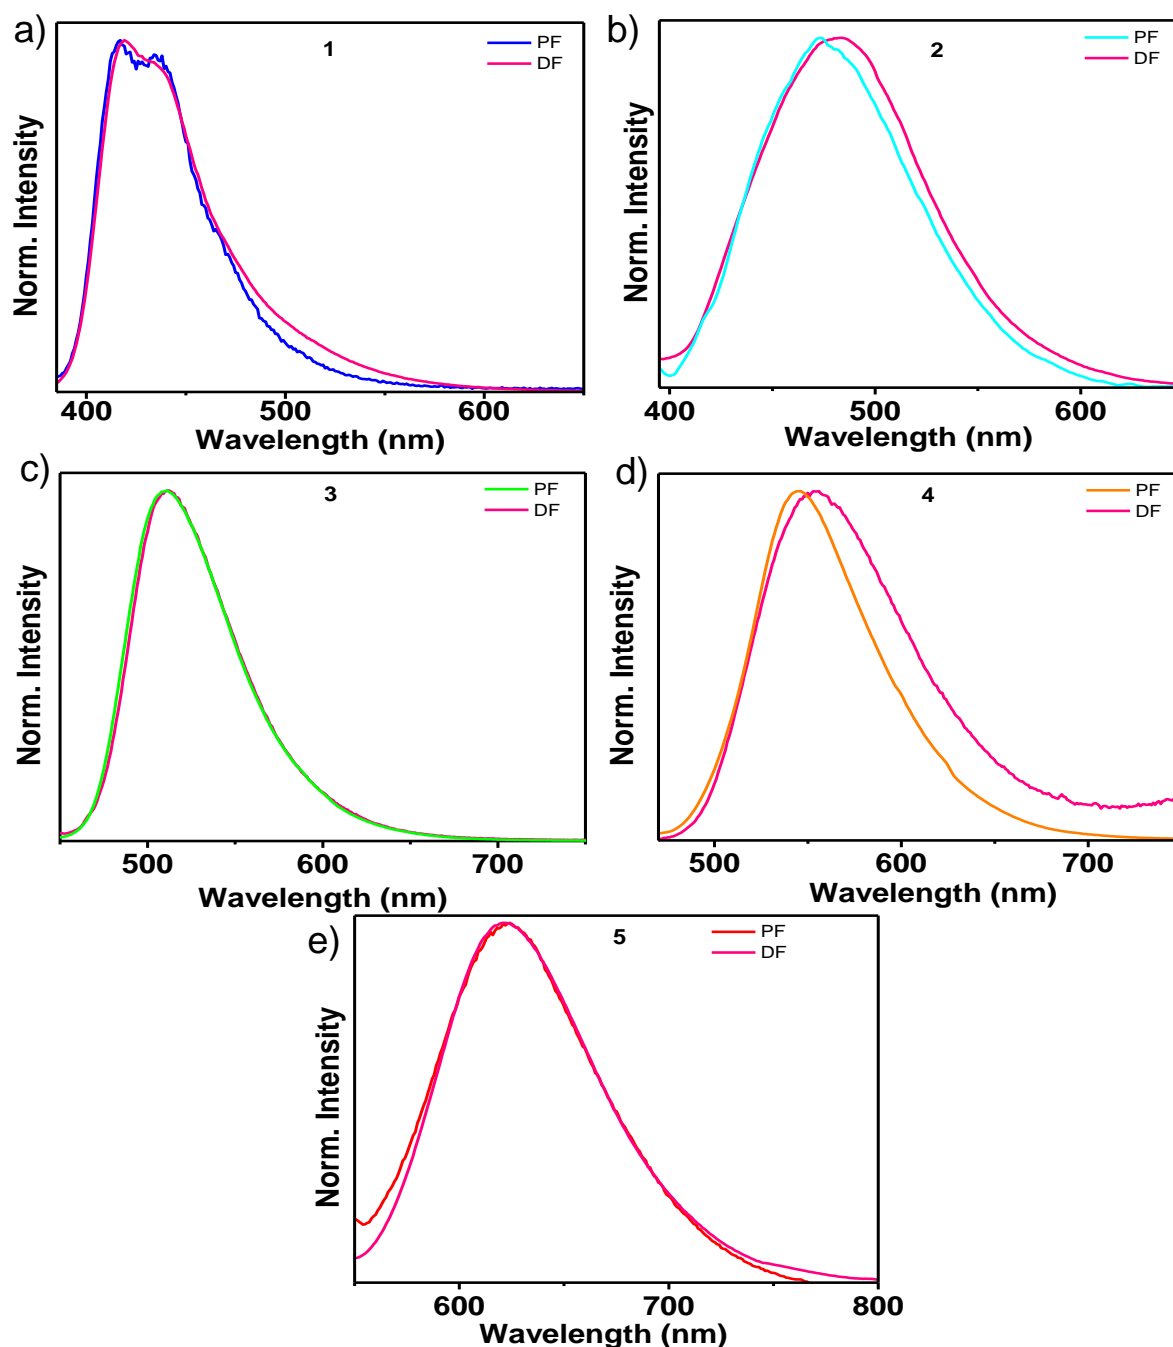 a)
1
PF
DF
Norm. Intensity
400 500 600
Wavelength (nm)
b)
2
PF
DF
Norm. Intensity
400 500 600
Wavelength (nm)
c)
3
PF
DF
Norm. Intensity
500 600 700
Wavelength (nm)
d)
4
PF
DF
Norm. Intensity
500 600 700
Wavelength (nm)
e)
5
PF
DF
Norm. Intensity
600 700 800
Wavelength (nm)